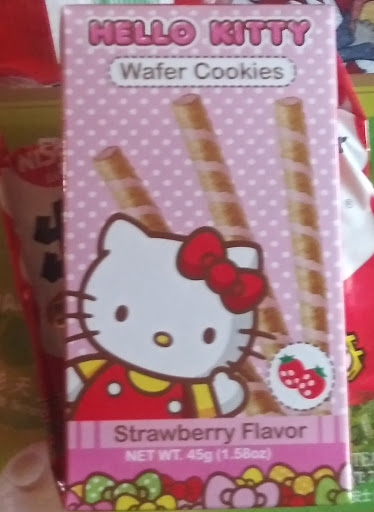 HELLO KITTY
Wafer Cookies
Strawberry Flavor
NET WT. 45g (1.58oz)